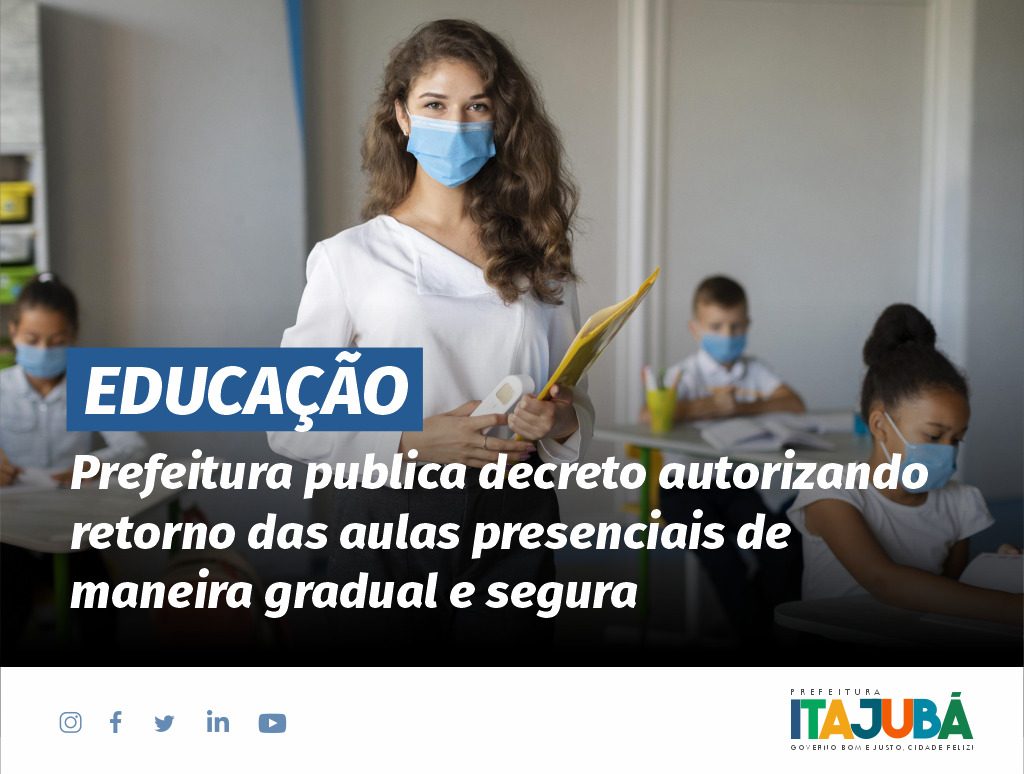 EDUCAÇÃO
Prefeitura publica decreto autorizando
retorno das aulas presenciais de
maneira gradual e segura
PREFEITURA
ITAJUBÁ
GOVERNO BOM E JUSTO, CIDADE FELIZ!